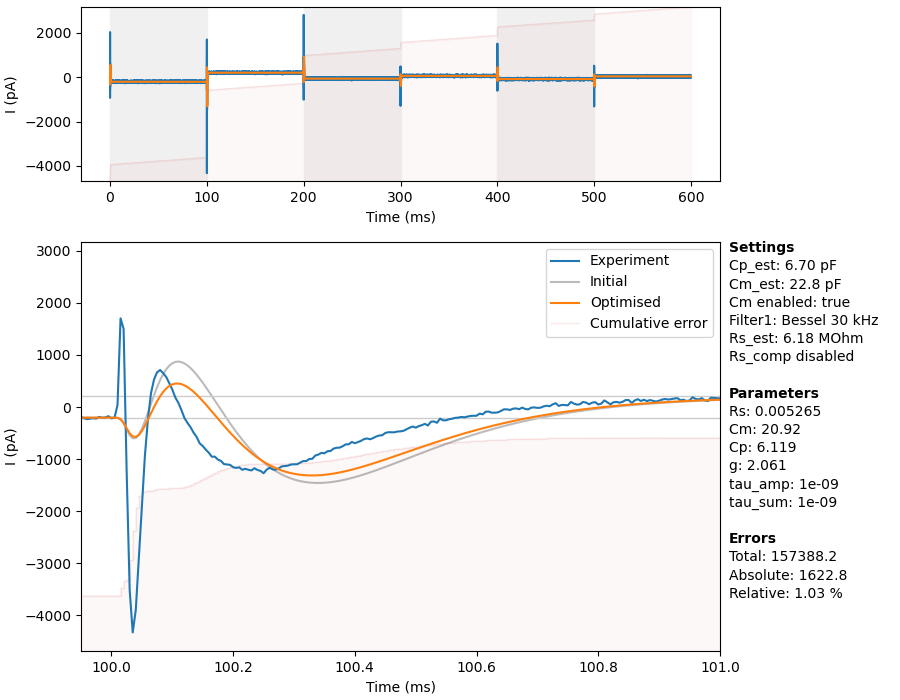 2000
0
−2000
−4000
I (pA)
0 100 200 300 400 500 600
Time (ms)
3000
2000
1000
0
−1000
−2000
−3000
−4000
I (pA)
100.0 100.2 100.4 100.6 100.8 101.0
Time (ms)
Experiment
Initial
Optimised
Cumulative error
Settings
Cp_est: 6.70 pF
Cm_est: 22.8 pF
Cm enabled: true
Filter1: Bessel 30 kHz
Rs_est: 6.18 MOhm
Rs_comp disabled
Parameters
Rs: 0.005265
Cm: 20.92
Cp: 6.119
g: 2.061
tau_amp: 1e-09
tau_sum: 1e-09
Errors
Total: 157388.2
Absolute: 1622.8
Relative: 1.03 %